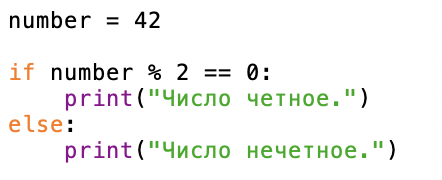 number = 42

if number % 2 == 0:
    print("Число четное.")
else:
    print("Число нечетное.")